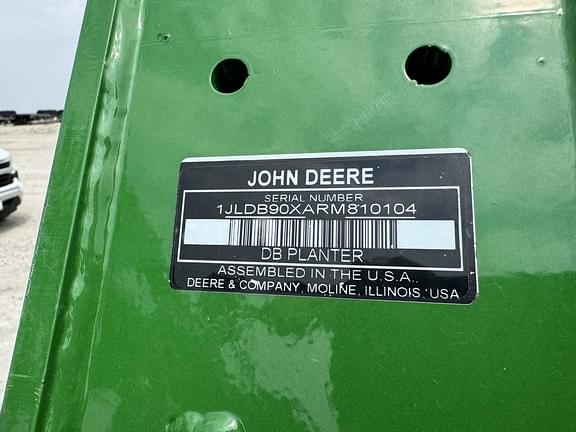 JOHN DEERE
SERIAL NUMBER
1JLDB90XARM810104
DB PLANTER
ASSEMBLED IN THE U.S.A.
DEERE & COMPANY, MOLINE, ILLINOIS, USA